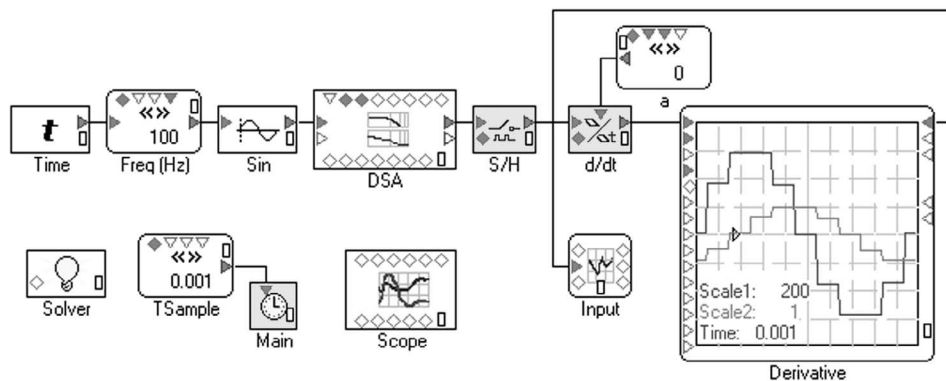 «»
0
a
t
Time
«»
100
Freq (Hz)
Sin
DSA
S/H
d/dt
d/dt
Solver
«»
0.001
TSample
Main
Scope
Input
Scale1: 200
Scale2: 1
Time: 0.001
Derivative